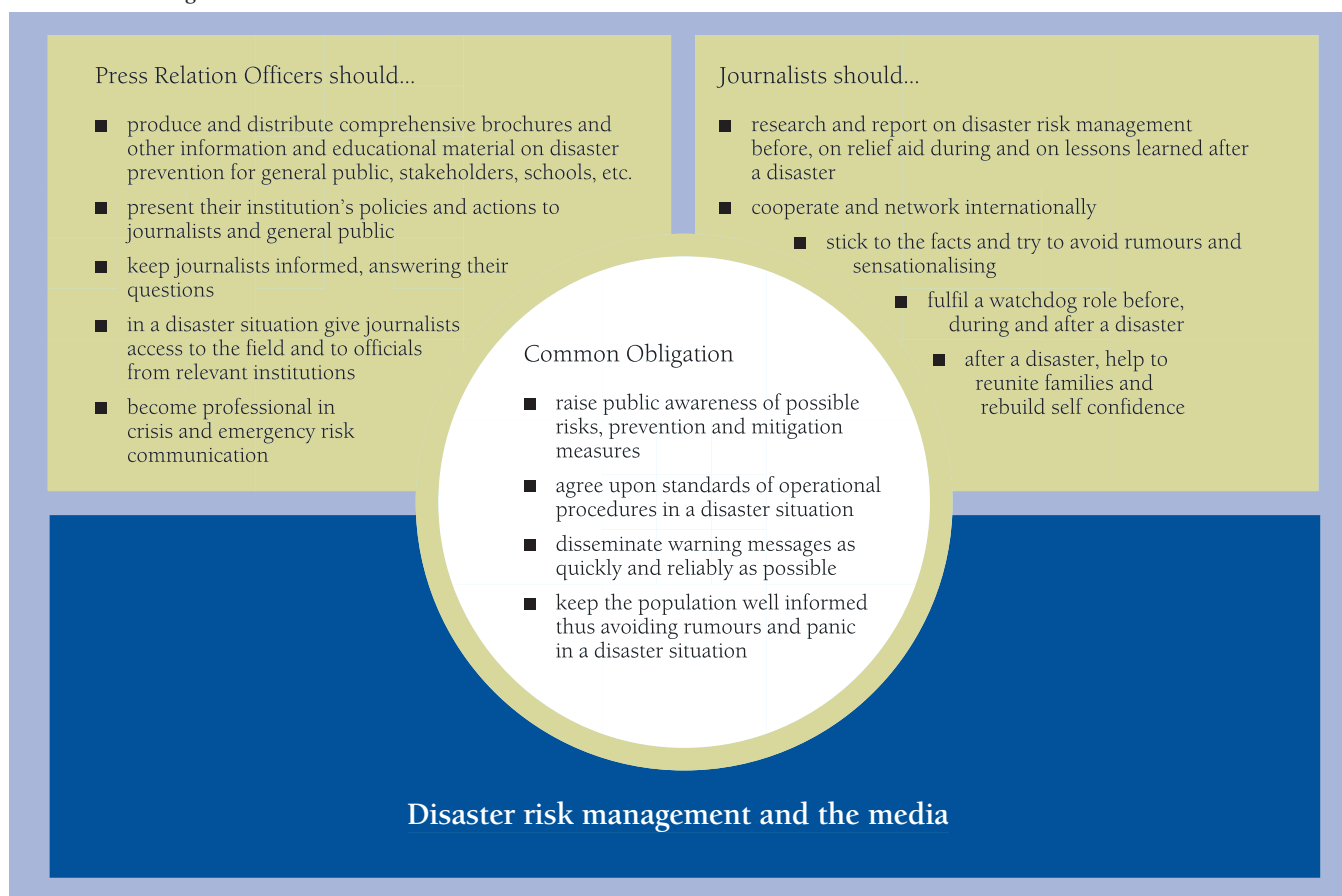 Press Relation Officers should...
■ produce and distribute comprehensive brochures and
other information and educational material on disaster
prevention for general public, stakeholders, schools, etc.
■ present their institution's policies and actions to
journalists and general public
■ keep journalists informed, answering their
questions
■ in a disaster situation give journalists
access to the field and to officials
from relevant institutions
■ become professional in
crisis and emergency risk
communication
Journalists should...
■ research and report on disaster risk management
before, on relief aid during and on lessons learned after
a disaster
■ cooperate and network internationally
■ stick to the facts and try to avoid rumours and
sensationalising
■ fulfil a watchdog role before,
during and after a disaster
■ after a disaster, help to
reunite families and
rebuild self confidence
Common Obligation
■ raise public awareness of possible
risks, prevention and mitigation
measures
■ agree upon standards of operational
procedures in a disaster situation
■ disseminate warning messages as
quickly and reliably as possible
■ keep the population well informed
thus avoiding rumours and panic
in a disaster situation
Disaster risk management and the media